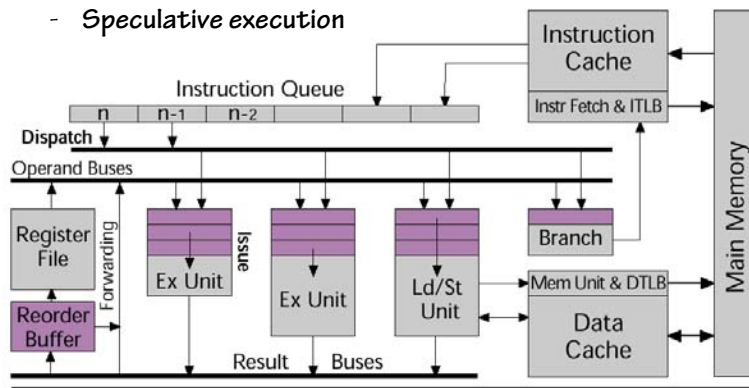 - Speculative execution
Instruction Cache
Instr Fetch & ITLB
Main Memory
Instruction Queue
n n-1 n-2
Dispatch
Operand Buses
Register File
Forwarding
Reorder Buffer
Issue
Ex Unit
Ex Unit
Ld/St Unit
Branch
Mem Unit & DTLB
Data Cache
Result Buses